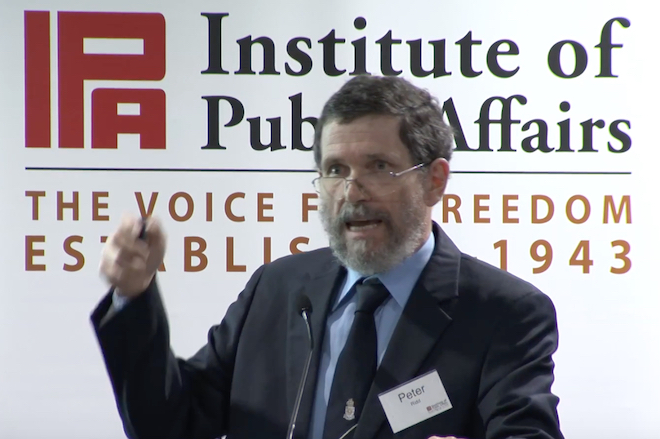 IPA
Institute of
Pub Affairs
THE VOICE F REEDOM
ESTABLIS 1943
Peter